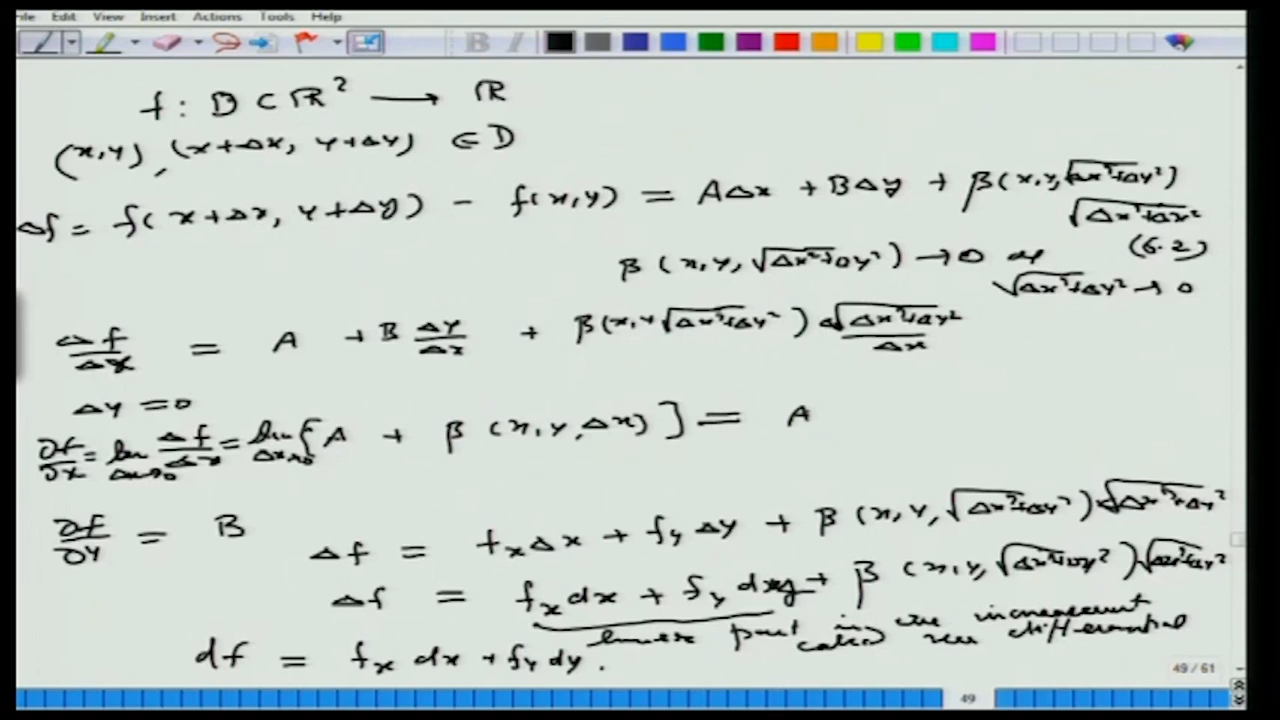 File Edit View Insert Actions Tools Help
f : D ⊂ ℝ² → ℝ
(x,y), (x+Δx, y+Δy) ∈ D
Δf = f(x+Δx, y+Δy) − f(x,y) = AΔx + BΔy + β(x,y,√Δx²+Δy²) √Δx²+Δx²
(6.2)
β(x,y,√Δx²+Δy²) → 0 as √Δx²+Δy² → 0
Δf/Δx = A + B Δy/Δx + β(x,y √Δx²+Δy²) √Δx²+Δy²/Δx
Δy = 0
∂f/∂x = lim Δx→0 Δf/Δx = lim Δx→0 [A + β(x,y,Δx)] = A
∂f/∂y = B
Δf = fx Δx + fy Δy + β(x,y,√Δx²+Δy²) √Δx²+Δy²
Δf = fx dx + fy dy + β(x,y,√Δx²+Δy²) √Δx²+Δy²
linear part in the increment
called the differential
df = fx dx + fy dy.
49/61
49